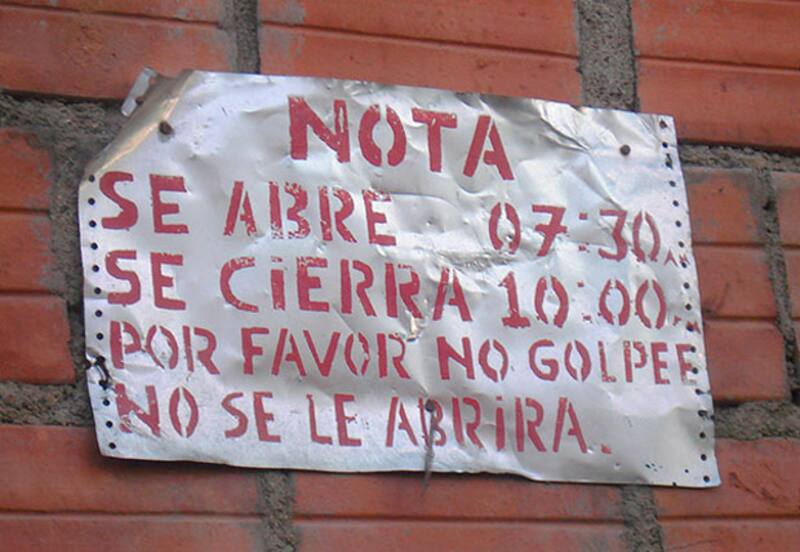 NOTA
SE ABRE 07:30
SE CiERRA 10:00
POR FAVOR NO GOLPEE
NO SE LE ABRiRA.